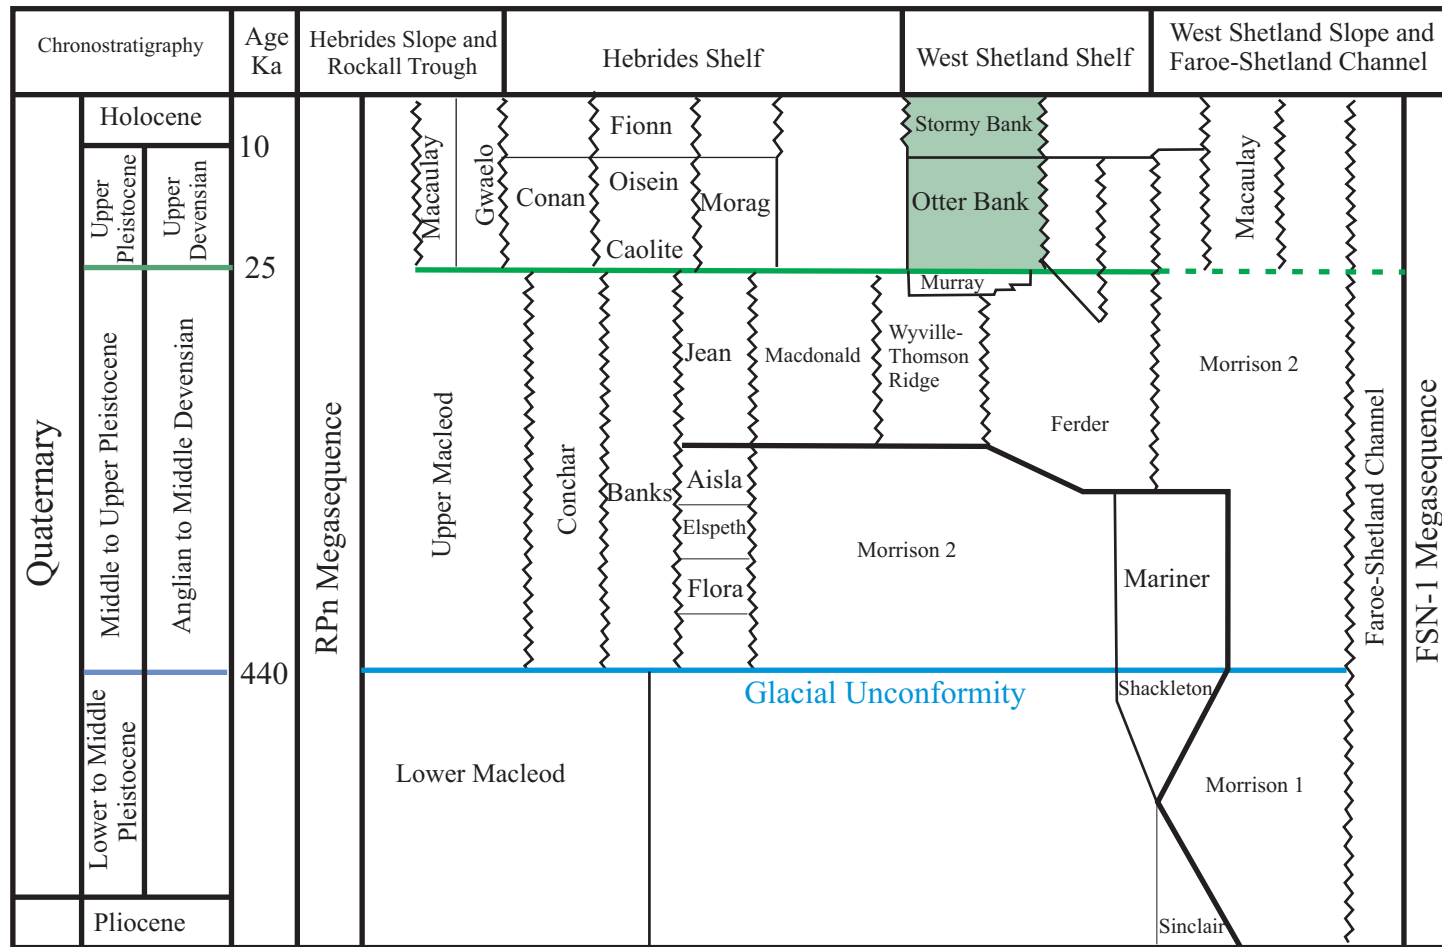 Chronostratigraphy
Age
Ka
Hebrides Slope and
Rockall Trough
Hebrides Shelf
West Shetland Shelf
West Shetland Slope and
Faroe-Shetland Channel
Quaternary
Holocene
10
Upper
Pleistocene
Upper
Devensian
25
Middle to Upper Pleistocene
Anglian to Middle Devensian
440
Lower to Middle
Pleistocene
Pliocene
RPn Megasequence
Macaulay
Gwaelo
Fionn
Conan
Oisein
Caolite
Morag
Stormy Bank
Otter Bank
Macaulay
Murray
Upper Macleod
Conchar
Banks
Jean
Macdonald
Wyville-
Thomson
Ridge
Ferder
Morrison 2
Aisla
Elspeth
Flora
Morrison 2
Mariner
Glacial Unconformity
Shackleton
Lower Macleod
Morrison 1
Sinclair
Faroe-Shetland Channel
FSN-1 Megasequence